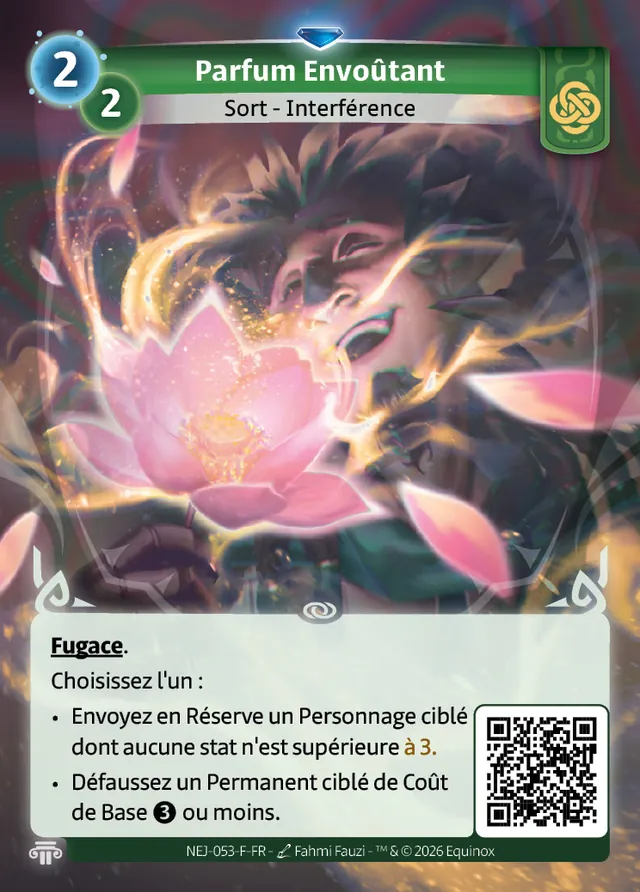 2
Parfum Envoûtant
2
Sort - Interférence
Fugace.
Choisissez l'un :
• Envoyez en Réserve un Personnage ciblé
dont aucune stat n'est supérieure à 3.
• Défaussez un Permanent ciblé de Coût
de Base 3 ou moins.
NEJ-053-F-FR - Fahmi Fauzi - ™ & © 2026 Equinox